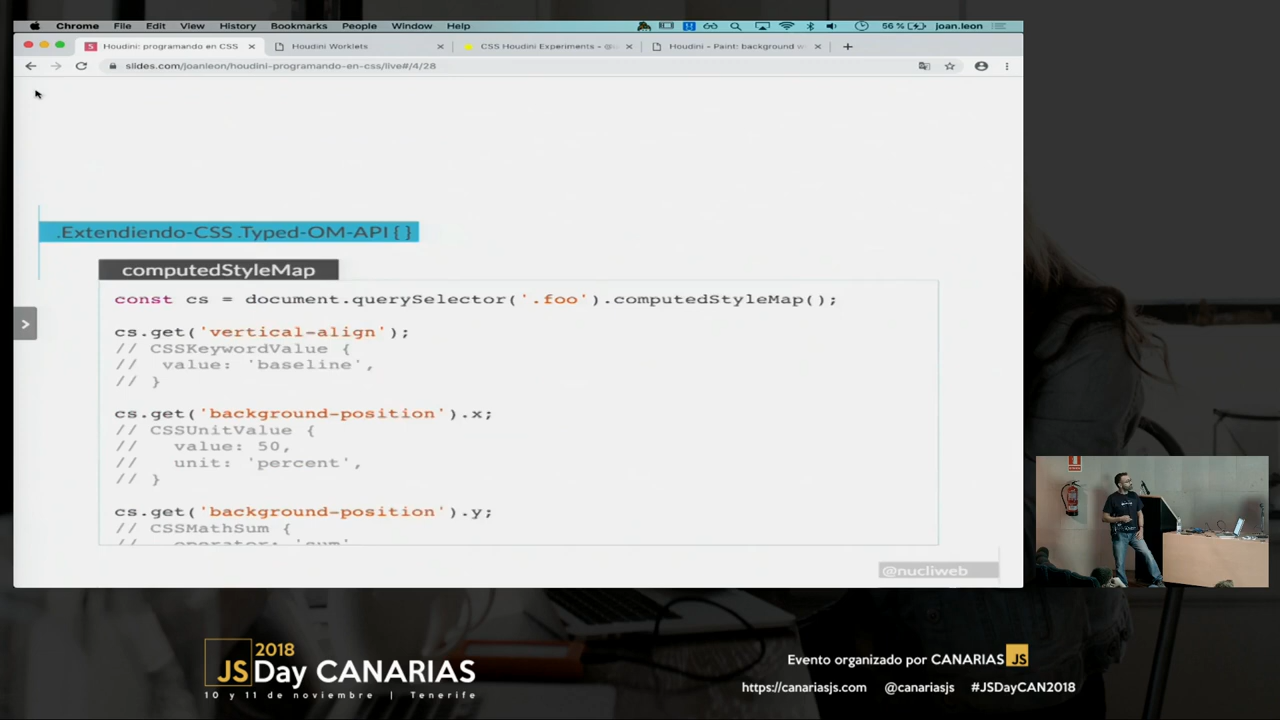 Chrome File Edit View History Bookmarks People Window Help 56 % joan.leon
Houdini: programando en CSS Houdini Worklets CSS Houdini Experiments - @ Houdini - Paint: background w
slides.com/joanleon/houdini-programando-en-css/live#/4/28
.Extendiendo-CSS .Typed-OM-API { }
computedStyleMap
const cs = document.querySelector('.foo').computedStyleMap();
cs.get('vertical-align');
// CSSKeywordValue {
// value: 'baseline',
// }
cs.get('background-position').x;
// CSSUnitValue {
// value: 50,
// unit: 'percent',
// }
cs.get('background-position').y;
// CSSMathSum {
// operator: 'sum'
@nucliweb
2018
JSDay CANARIAS
10 y 11 de noviembre | Tenerife
Evento organizado por CANARIAS JS
https://canariasjs.com @canariasjs #JSDayCAN2018